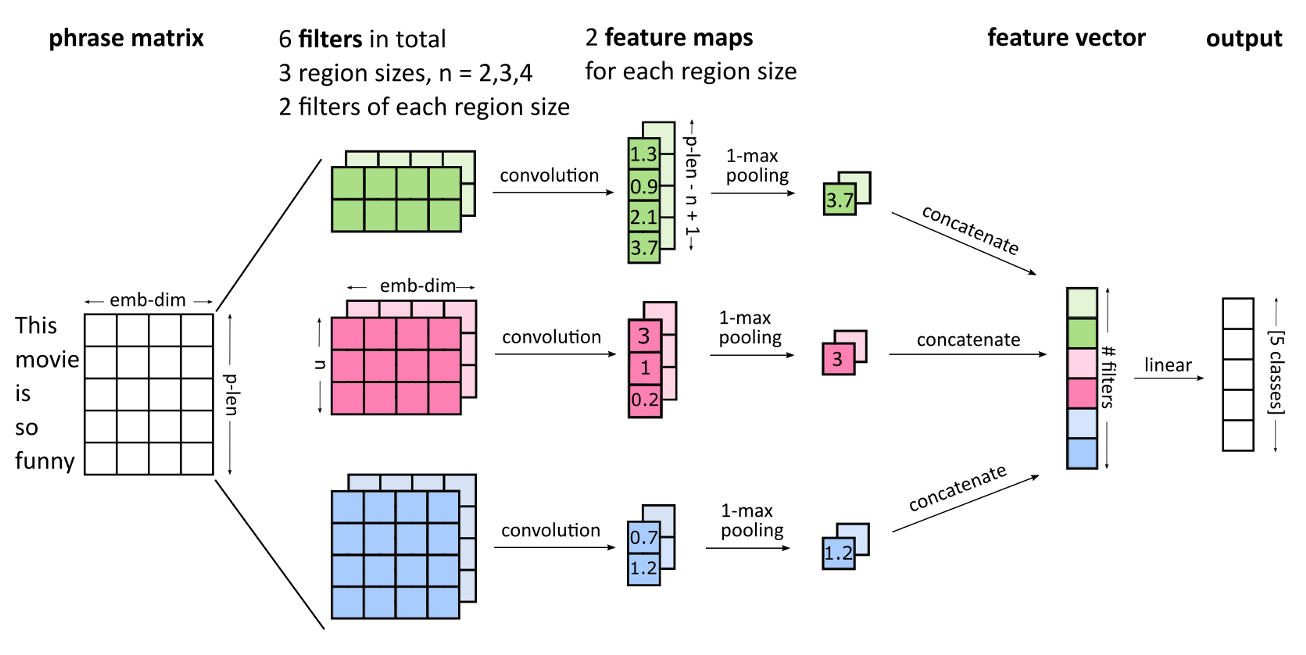 phrase matrix
6 filters in total
3 region sizes, n = 2,3,4
2 filters of each region size
2 feature maps
for each region size
feature vector
output
convolution
1.3
0.9
2.1
3.7
p-len - n + 1
1-max
pooling
3.7
concatenate
emb-dim
This
movie
is
so
funny
p-len
emb-dim
n
convolution
3
1
0.2
1-max
pooling
3
concatenate
# filters
linear
[5 classes]
convolution
0.7
1.2
1-max
pooling
1.2
concatenate